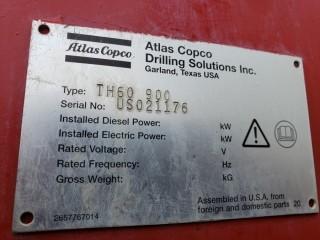 Atlas Copco
Atlas Copco
Drilling Solutions Inc.
Garland, Texas USA
Type: TH60 900
Serial No: US021176
Installed Diesel Power: kW
Installed Electric Power: kW
Rated Voltage: V
Rated Frequency: Hz
Gross Weight: kG
Assembled in U.S.A. from
foreign and domestic parts 20
2657767014